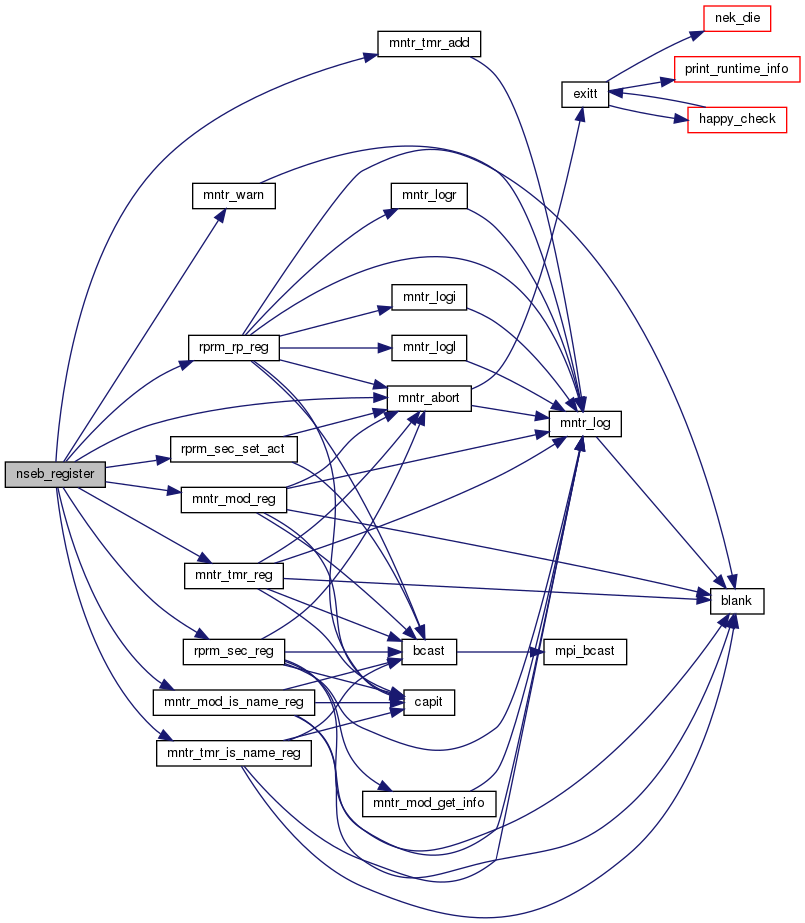 nek_die
mntr_tmr_add
print_runtime_info
exitt
happy_check
mntr_warn
mntr_logr
mntr_logi
rprm_rp_reg
mntr_logl
mntr_abort
mntr_log
rprm_sec_set_act
nseb_register
mntr_mod_reg
mntr_tmr_reg
blank
rprm_sec_reg
bcast
mpi_bcast
mntr_mod_is_name_reg
capit
mntr_tmr_is_name_reg
mntr_mod_get_info